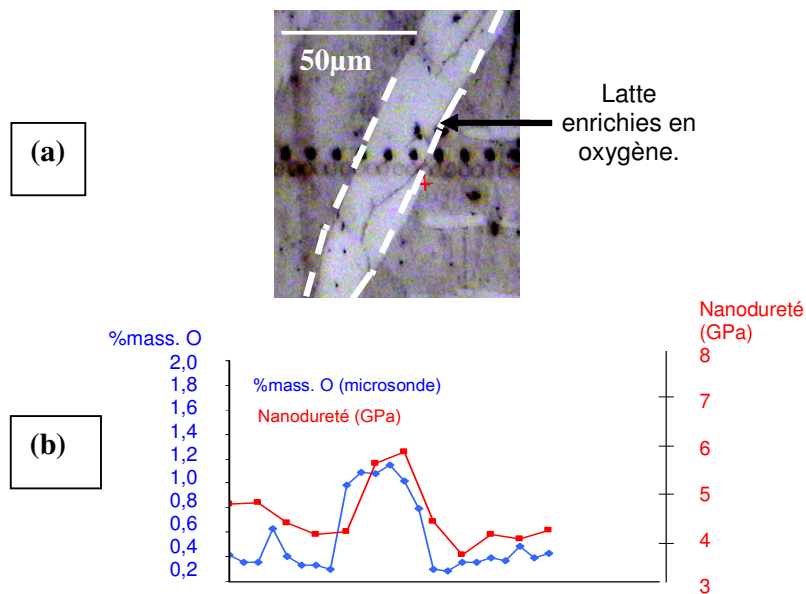 50µm
(a)
Latte
enrichies en
oxygène.
%mass. O
Nanodureté
(GPa)
2,0
1,8
1,6
1,4
1,2
1,0
0,8
0,6
0,4
0,2
%mass. O (microsonde)
Nanodureté (GPa)
(b)
8
7
6
5
4
3